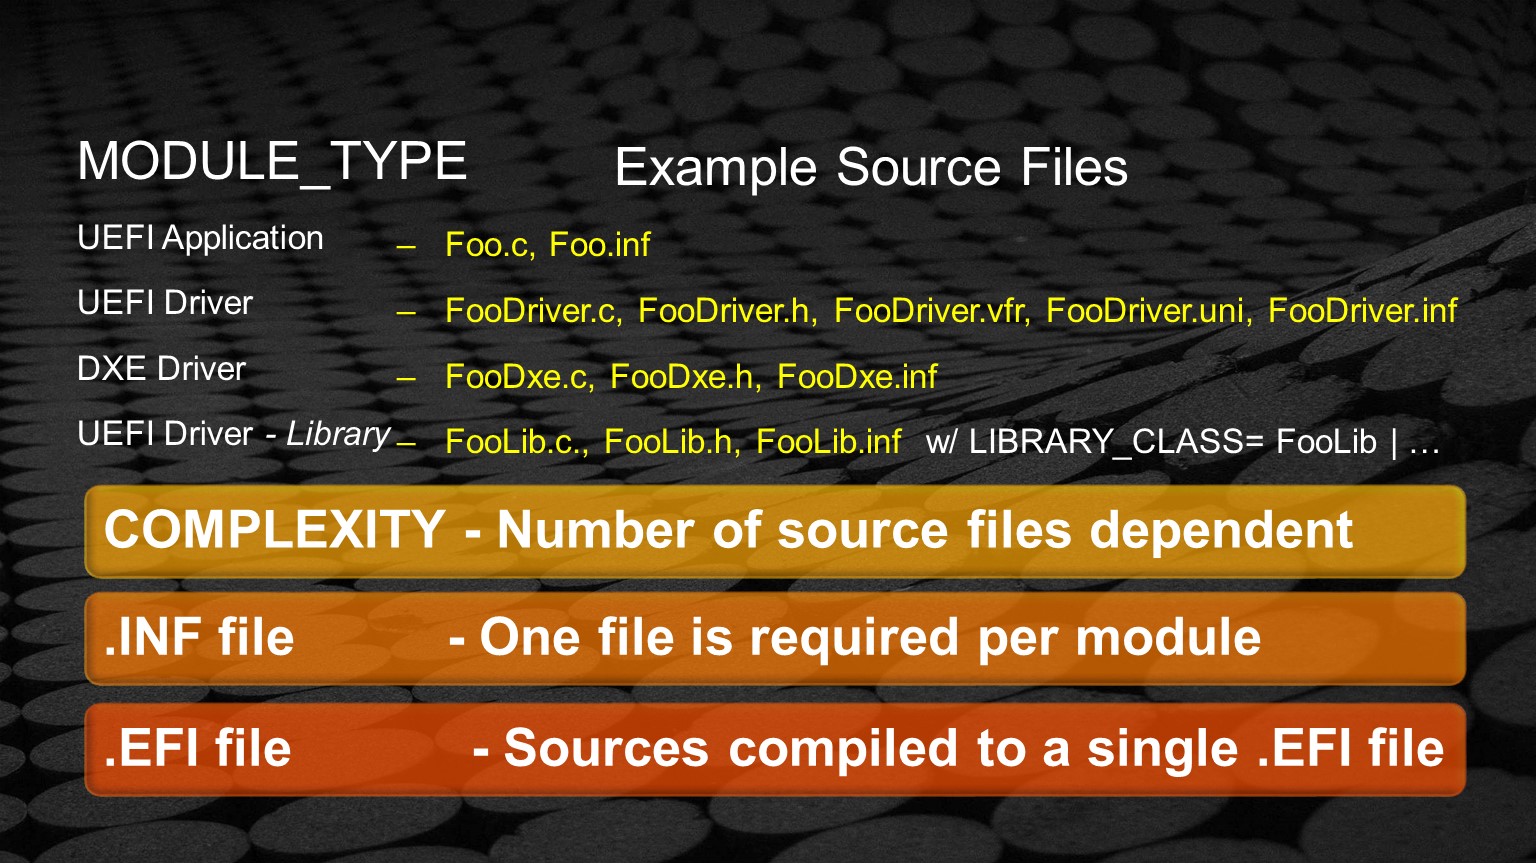 MODULE_TYPE Example Source Files
UEFI Application – Foo.c, Foo.inf
UEFI Driver – FooDriver.c, FooDriver.h, FooDriver.vfr, FooDriver.uni, FooDriver.inf
DXE Driver – FooDxe.c, FooDxe.h, FooDxe.inf
UEFI Driver - Library – FooLib.c., FooLib.h, FooLib.inf w/ LIBRARY_CLASS= FooLib | …
COMPLEXITY - Number of source files dependent
.INF file - One file is required per module
.EFI file - Sources compiled to a single .EFI file